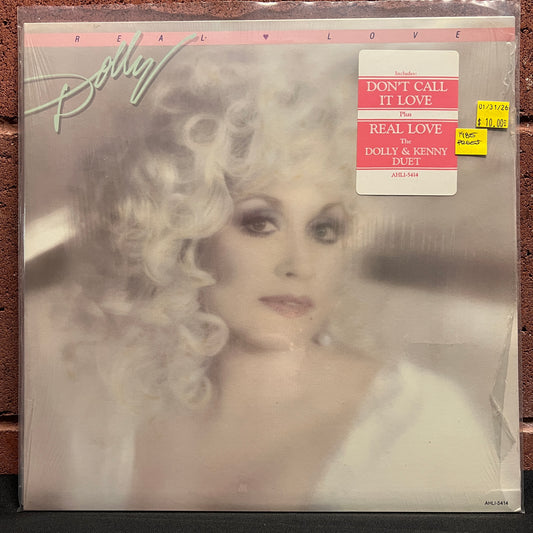 REAL ♥ LOVE
Dolly
Includes:
DON'T CALL
IT LOVE
Plus
REAL LOVE
The
DOLLY & KENNY
DUET
AHL1-5414
01/31/26
$ 10.00
1985
PRESS
AHL1-5414